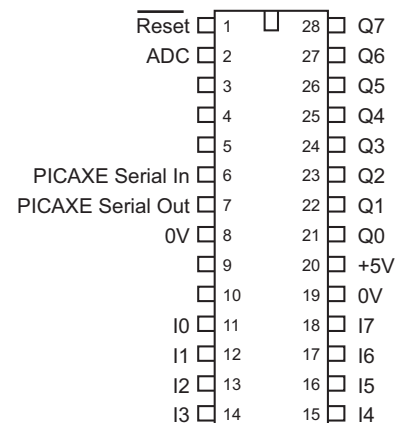 Reset 1 28 Q7
ADC 2 27 Q6
3 26 Q5
4 25 Q4
5 24 Q3
PICAXE Serial In 6 23 Q2
PICAXE Serial Out 7 22 Q1
0V 8 21 Q0
9 20 +5V
10 19 0V
I0 11 18 I7
I1 12 17 I6
I2 13 16 I5
I3 14 15 I4